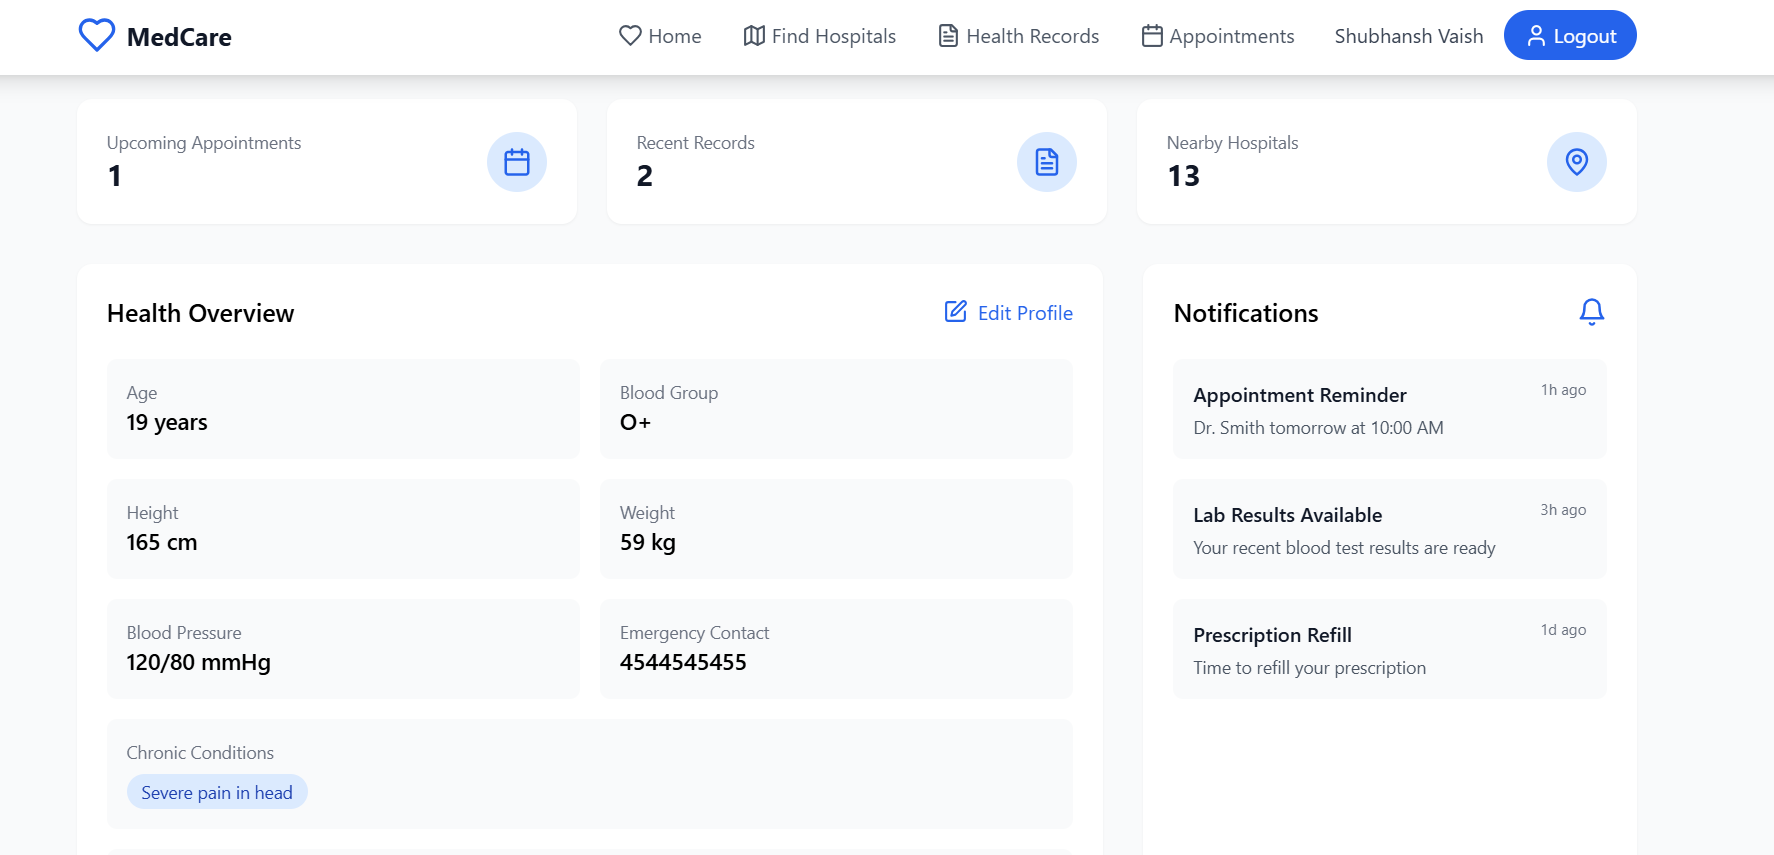 MedCare
Home
Find Hospitals
Health Records
Appointments
Shubhansh Vaish
Logout
Upcoming Appointments
1
Recent Records
2
Nearby Hospitals
13
Health Overview
Edit Profile
Age
19 years
Blood Group
O+
Height
165 cm
Weight
59 kg
Blood Pressure
120/80 mmHg
Emergency Contact
4544545455
Chronic Conditions
Severe pain in head
Notifications
Appointment Reminder
1h ago
Dr. Smith tomorrow at 10:00 AM
Lab Results Available
3h ago
Your recent blood test results are ready
Prescription Refill
1d ago
Time to refill your prescription